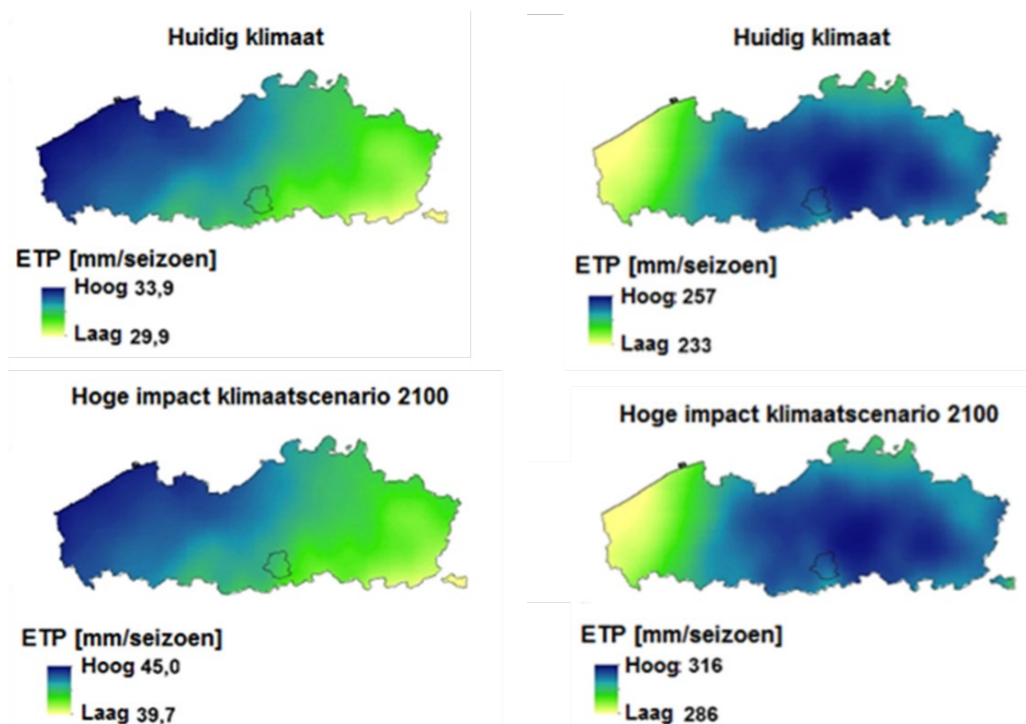 Huidig klimaat
ETP [mm/seizoen]
Hoog 33,9
Laag 29,9
Huidig klimaat
ETP [mm/seizoen]
Hoog: 257
Laag 233
Hoge impact klimaatscenario 2100
ETP [mm/seizoen]
Hoog 45,0
Laag 39,7
Hoge impact klimaatscenario 2100
ETP [mm/seizoen]
Hoog: 316
Laag 286